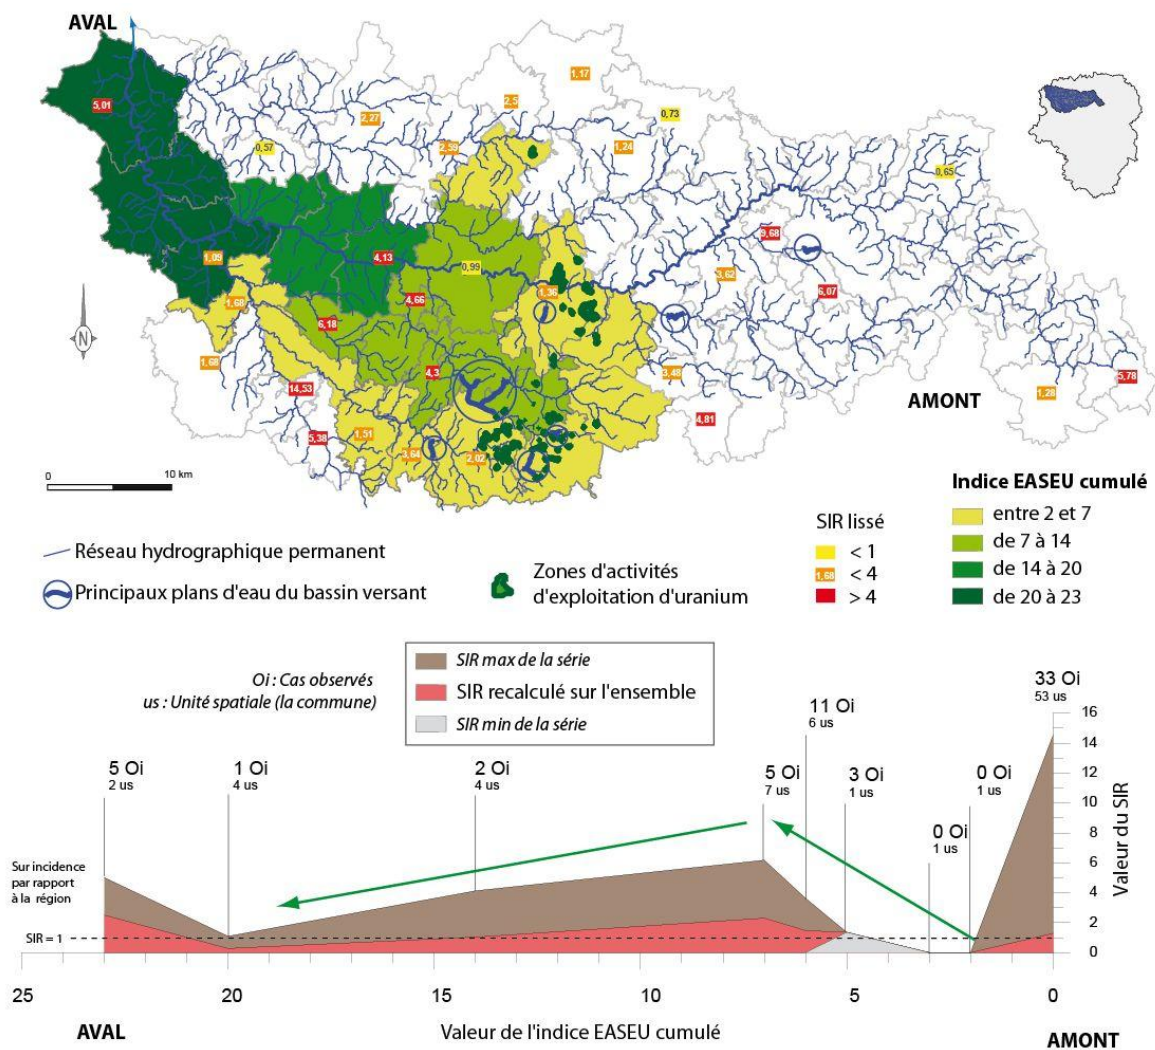 AVAL
5,01
1,17
2,5
2,27
0,73
2,39
0,57
1,24
0,65
9,68
1,09
4,13
0,99
3,62
6,07
1,68
4,66
1,36
6,18
N
1,68
4,3
3,48
14,53
AMONT
5,78
1,28
4,81
5,38
1,51
3,64
2,02
0 10 km
Réseau hydrographique permanent
Principaux plans d'eau du bassin versant
Zones d'activités
d'exploitation d'uranium
SIR lissé
< 1
1,68 < 4
> 4
Indice EASEU cumulé
entre 2 et 7
de 7 à 14
de 14 à 20
de 20 à 23
Oi : Cas observés
us : Unité spatiale (la commune)
SIR max de la série
SIR recalculé sur l'ensemble
SIR min de la série
5 Oi
2 us
1 Oi
4 us
2 Oi
4 us
5 Oi
7 us
11 Oi
6 us
3 Oi
1 us
0 Oi
1 us
0 Oi
1 us
33 Oi
53 us
Sur incidence
par rapport
à la région
SIR = 1
16
14
12
10
8
6
4
2
0
Valeur du SIR
25 20 15 10 5 0
AVAL Valeur de l'indice EASEU cumulé AMONT